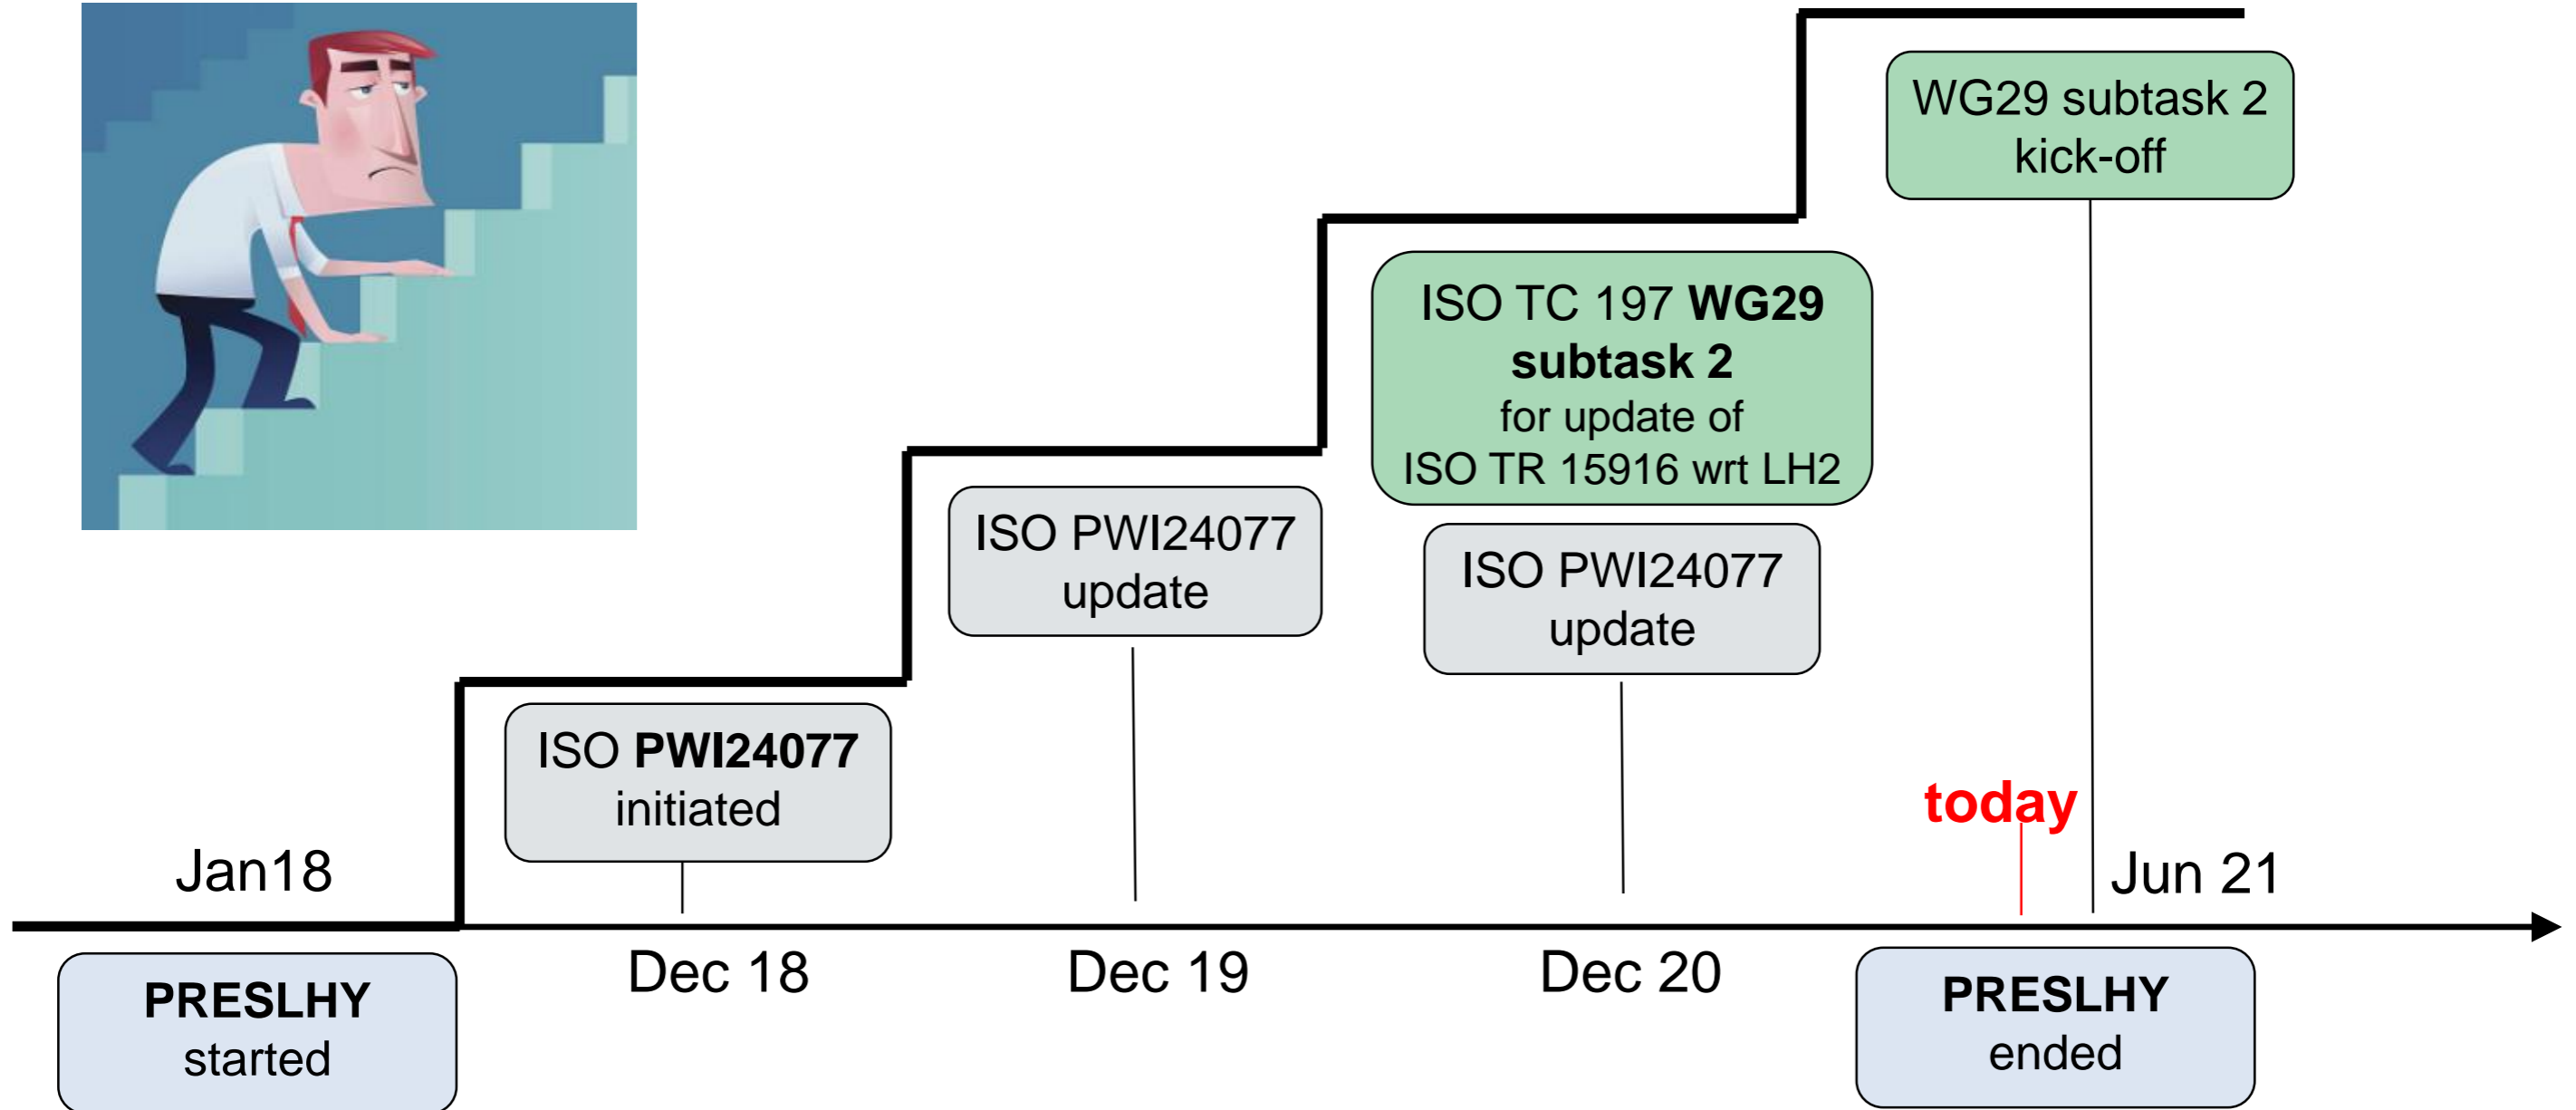 WG29 subtask 2
kick-off
ISO TC 197 WG29
subtask 2
for update of
ISO TR 15916 wrt LH2
ISO PWI24077
update
ISO PWI24077
update
ISO PWI24077
initiated
today
Jan18
Jun 21
Dec 18
Dec 19
Dec 20
PRESLHY
started
PRESLHY
ended